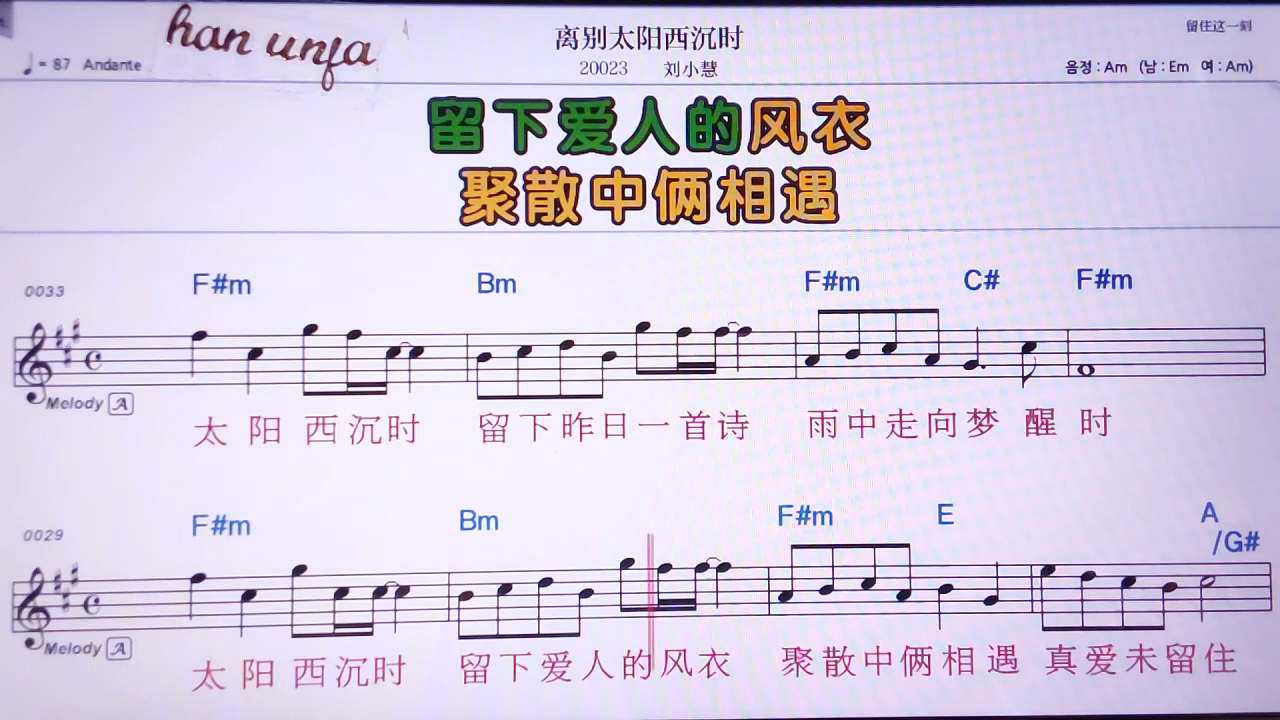 han unfa
离别太阳西沉时
留住这一刻
♩= 87 Andante
20023 刘小慧
음정 : Am (남 : Em 여 : Am)
留下爱人的风衣
聚散中俩相遇
0033
F#m Bm F#m C# F#m
Melody A
太阳西沉时 留下昨日一首诗 雨中走向梦醒时
0029
F#m Bm F#m E A
/G#
Melody A
太阳西沉时 留下爱人的风衣 聚散中俩相遇 真爱未留住